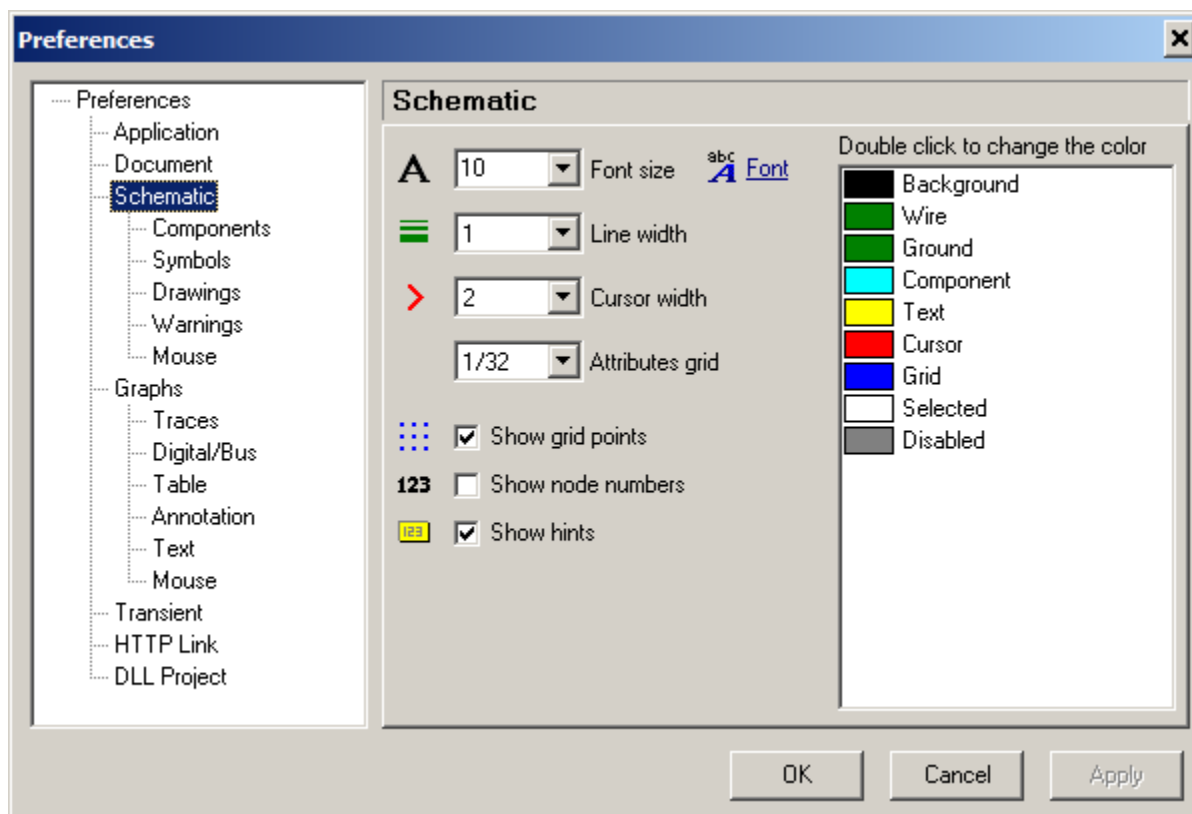 Preferences
Preferences
Application
Document
Schematic
Components
Symbols
Drawings
Warnings
Mouse
Graphs
Traces
Digital/Bus
Table
Annotation
Text
Mouse
Transient
HTTP Link
DLL Project
Schematic
A 10 Font size abc A Font
1 Line width
2 Cursor width
1/32 Attributes grid
Show grid points
123 Show node numbers
123 Show hints
Double click to change the color
Background
Wire
Ground
Component
Text
Cursor
Grid
Selected
Disabled
OK Cancel Apply